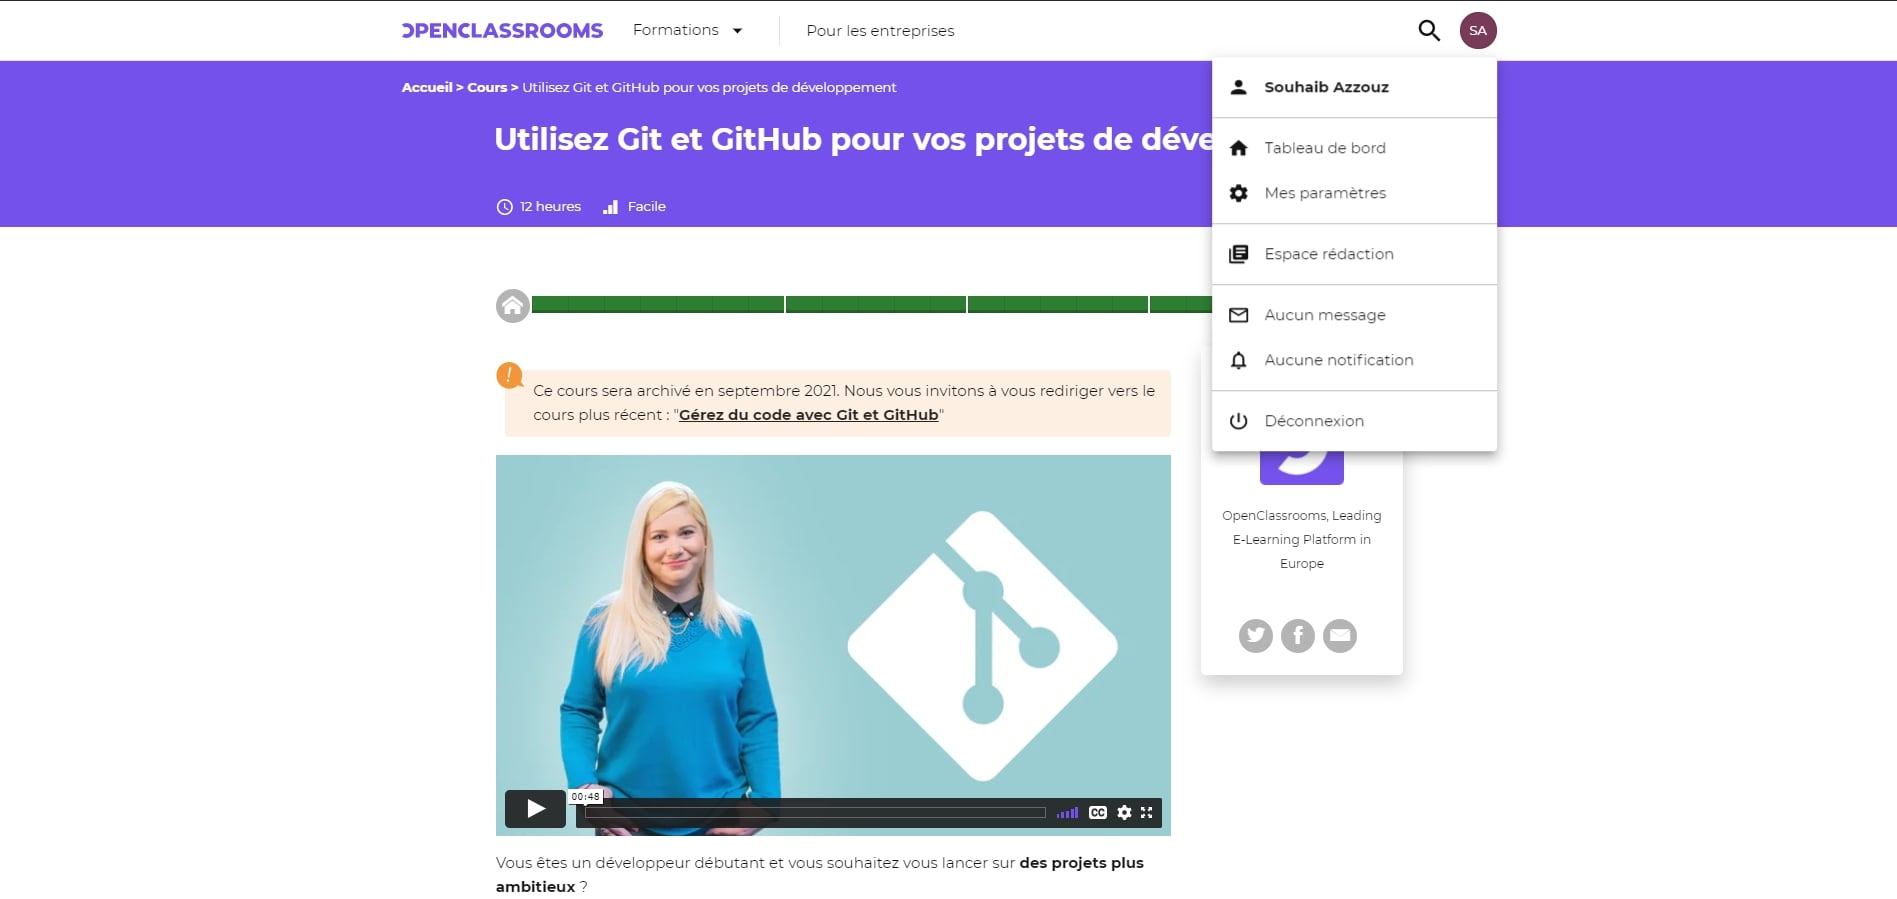 OPENCLASSROOMS
Formations
Pour les entreprises
SA
Accueil > Cours > Utilisez Git et GitHub pour vos projets de développement
Utilisez Git et GitHub pour vos projets de déve
12 heures
Facile
Souhaib Azzouz
Tableau de bord
Mes paramètres
Espace rédaction
Aucun message
Aucune notification
Déconnexion
!
Ce cours sera archivé en septembre 2021. Nous vous invitons à vous rediriger vers le
cours plus récent : "Gérez du code avec Git et GitHub"
OpenClassrooms, Leading
E-Learning Platform in
Europe
00:48
CC
Vous êtes un développeur débutant et vous souhaitez vous lancer sur des projets plus
ambitieux ?